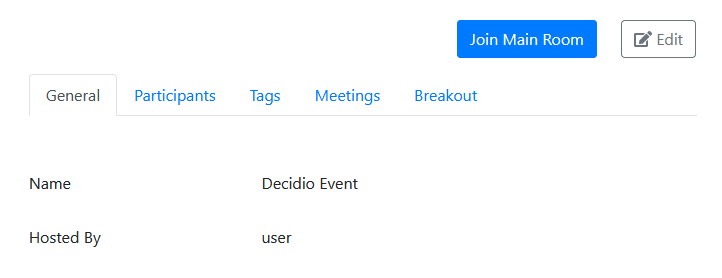 Join Main Room Edit
General Participants Tags Meetings Breakout
Name Decidio Event
Hosted By user